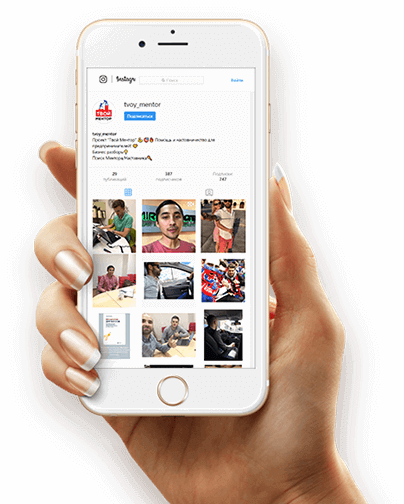 Instagram
Поиск
Войти
ТВОЙ
МЕНТОР
tvoy_mentor
Подписаться
tvoy_mentor
Проект "Твой Ментор" Помощь и наставничество для
предпринимателей!
Бизнес разборы
Поиск Ментора/Наставника
29
публикаций
387
подписчиков
Подписки
747